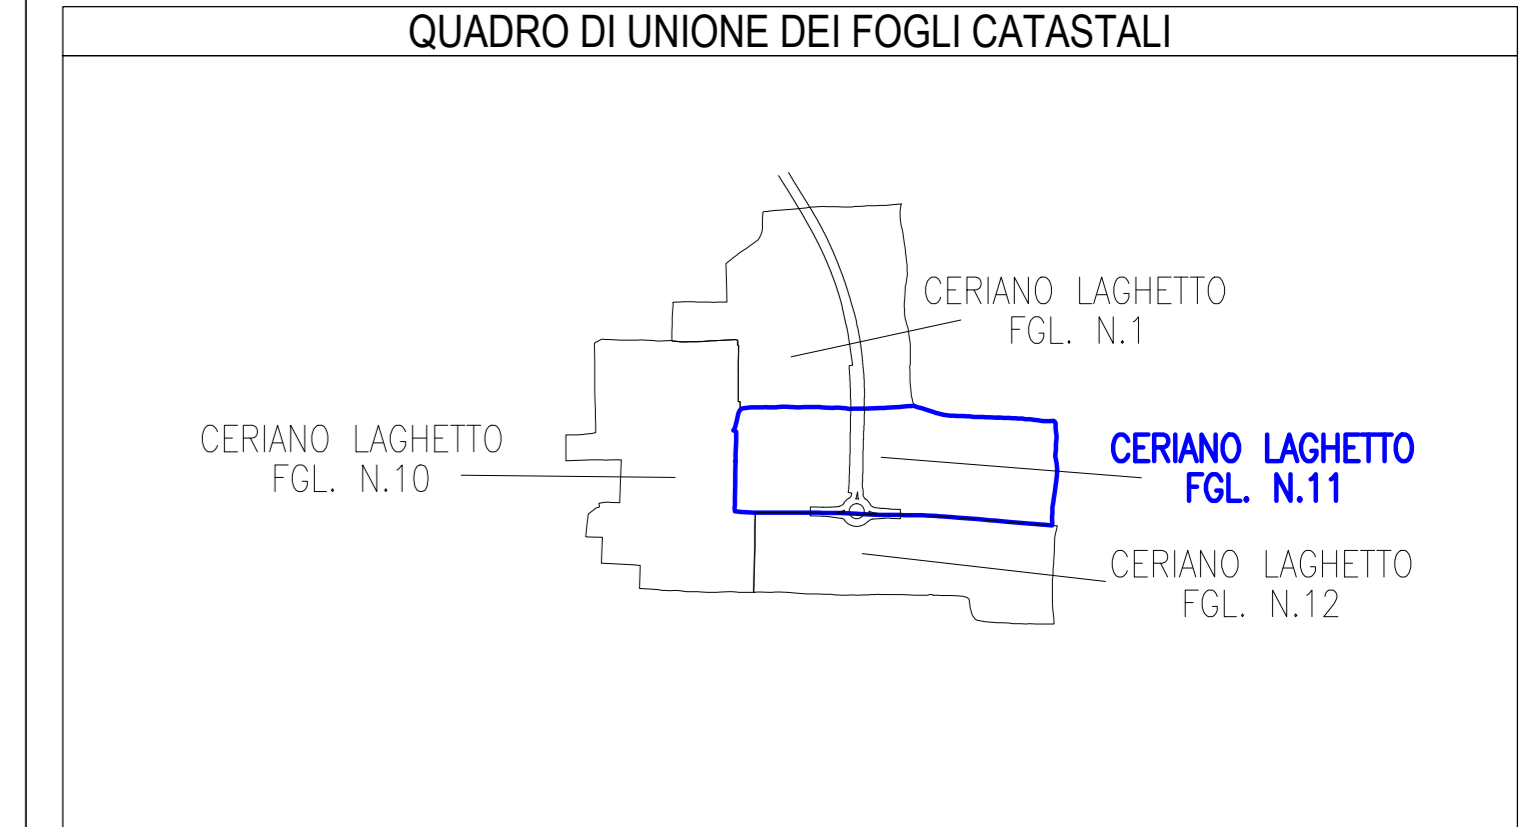 QUADRO DI UNIONE DEI FOGLI CATASTALI
CERIANO LAGHETTO
FGL. N.1
CERIANO LAGHETTO
FGL. N.10
CERIANO LAGHETTO
FGL. N.11
CERIANO LAGHETTO
FGL. N.12